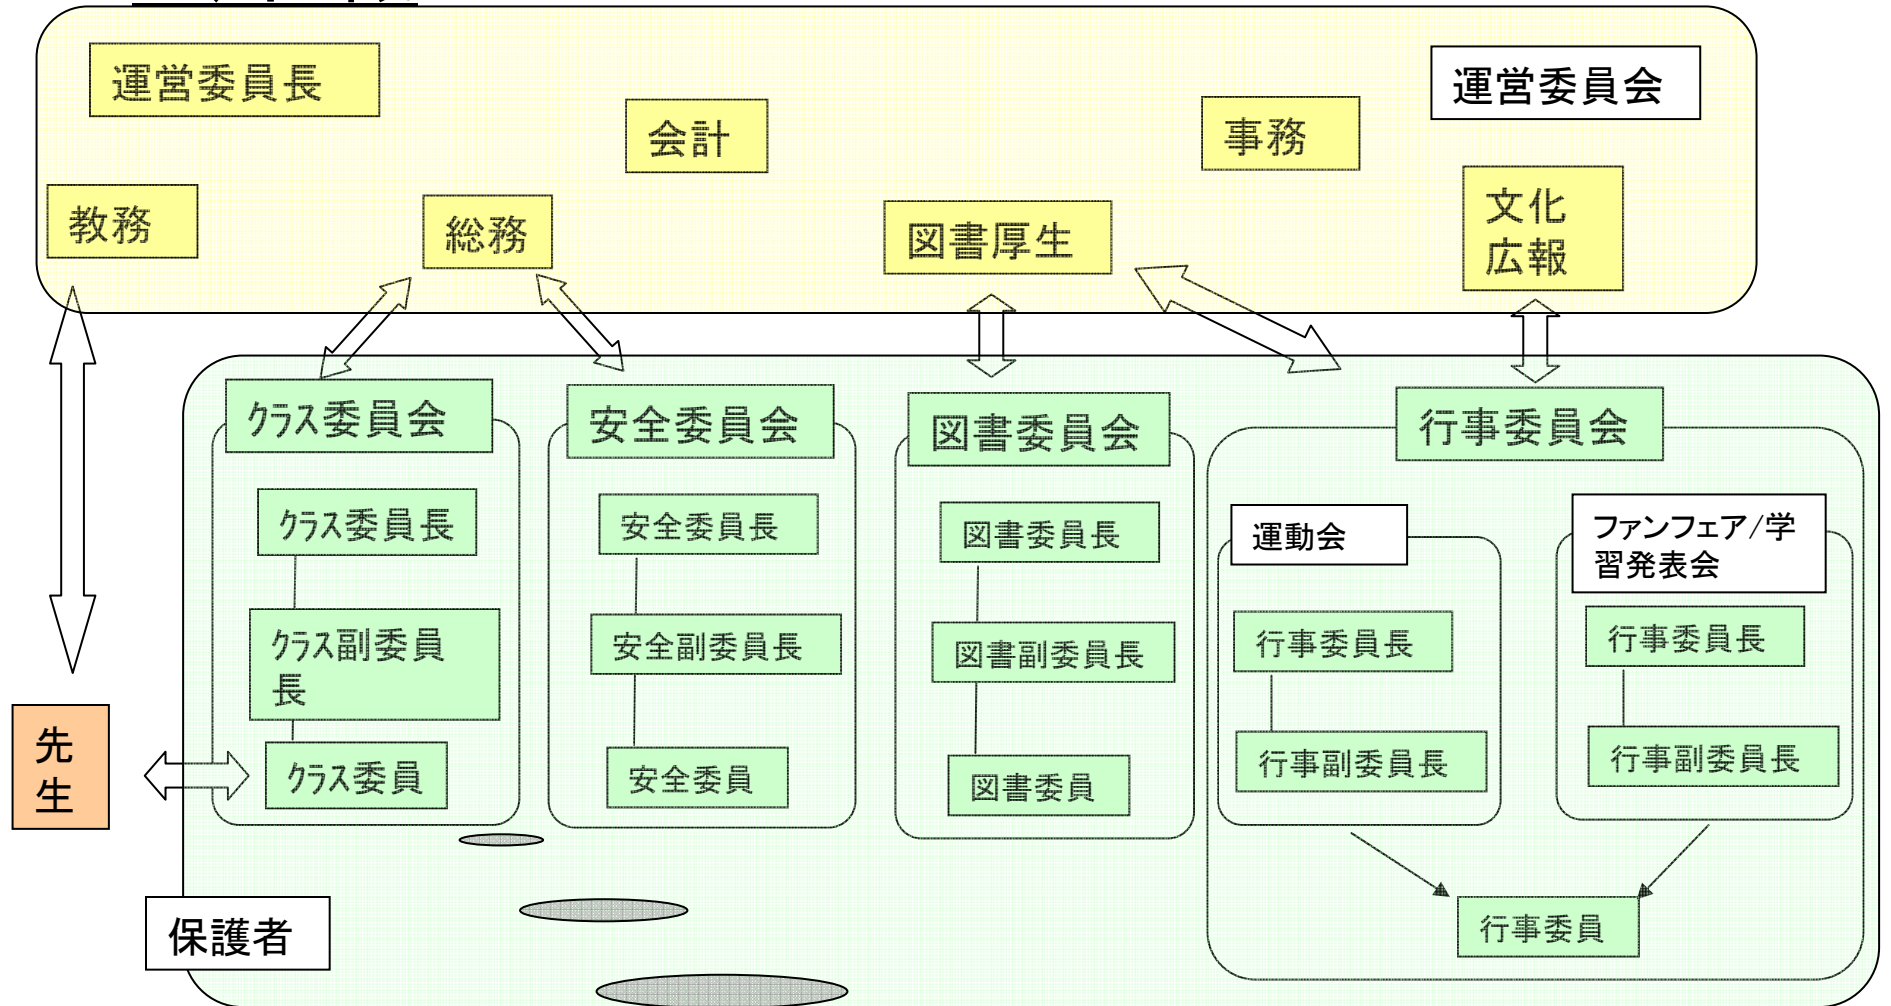 運営委員長
運営委員会
会計
事務
教務
総務
図書厚生
文化
広報
クラス委員会
安全委員会
図書委員会
行事委員会
クラス委員長
安全委員長
図書委員長
運動会
ファンフェア/学
習発表会
クラス副委員
長
安全副委員長
図書副委員長
行事委員長
行事委員長
先
生
クラス委員
安全委員
図書委員
行事副委員長
行事副委員長
保護者
行事委員